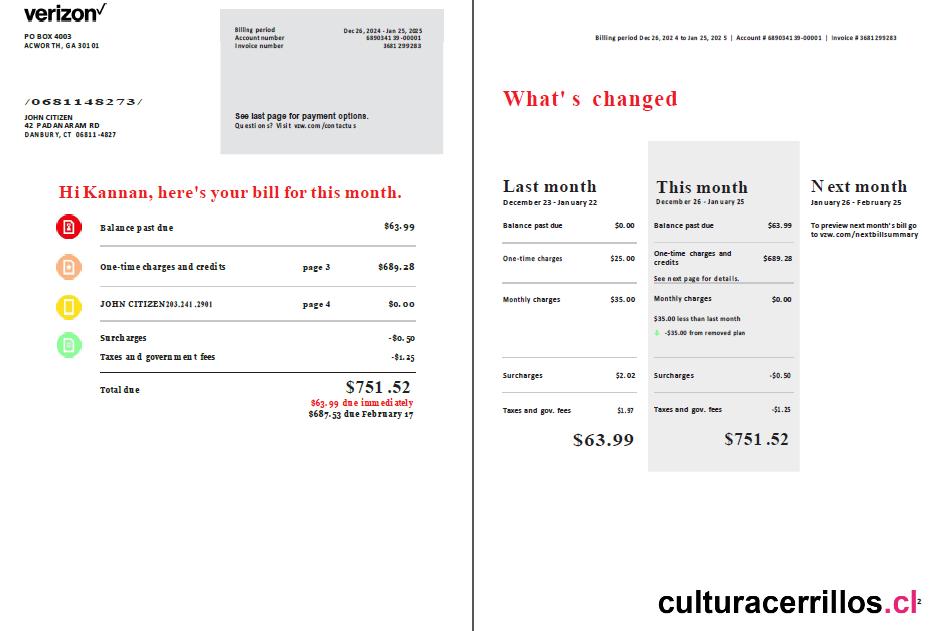 verizon✓
PO BOX 4003
ACWORTH, GA 30101
Billing period Dec 26, 2024 - Jan 25, 2025
Account number 689034139-00001
Invoice number 3681299283
/0681148273/
JOHN CITIZEN
42 PADANARAM RD
DANBURY, CT 06811-4827
See last page for payment options.
Questions? Visit vzw.com/contactus
Hi Kannan, here's your bill for this month.
Balance past due $63.99
One-time charges and credits page 3 $689.28
JOHN CITIZEN203.241.2901 page 4 $0.00
Surcharges -$0.50
Taxes and government fees -$1.25
Total due $751.52
$63.99 due immediately
$687.53 due February 17
Billing period Dec 26, 2024 to Jan 25, 2025 | Account # 689034139-00001 | Invoice # 3681299283
What's changed
Last month
December 23 - January 22
Balance past due $0.00
One-time charges $25.00
Monthly charges $35.00
Surcharges $2.02
Taxes and gov. fees $1.97
$63.99
This month
December 26 - January 25
Balance past due $63.99
One-time charges and
credits $689.28
See next page for details.
Monthly charges $0.00
$35.00 less than last month
-$35.00 from removed plan
Surcharges -$0.50
Taxes and gov. fees -$1.25
$751.52
Next month
January 26 - February 25
To preview next month's bill go
to vzw.com/nextbillsummary
culturacerrillos.cl
2